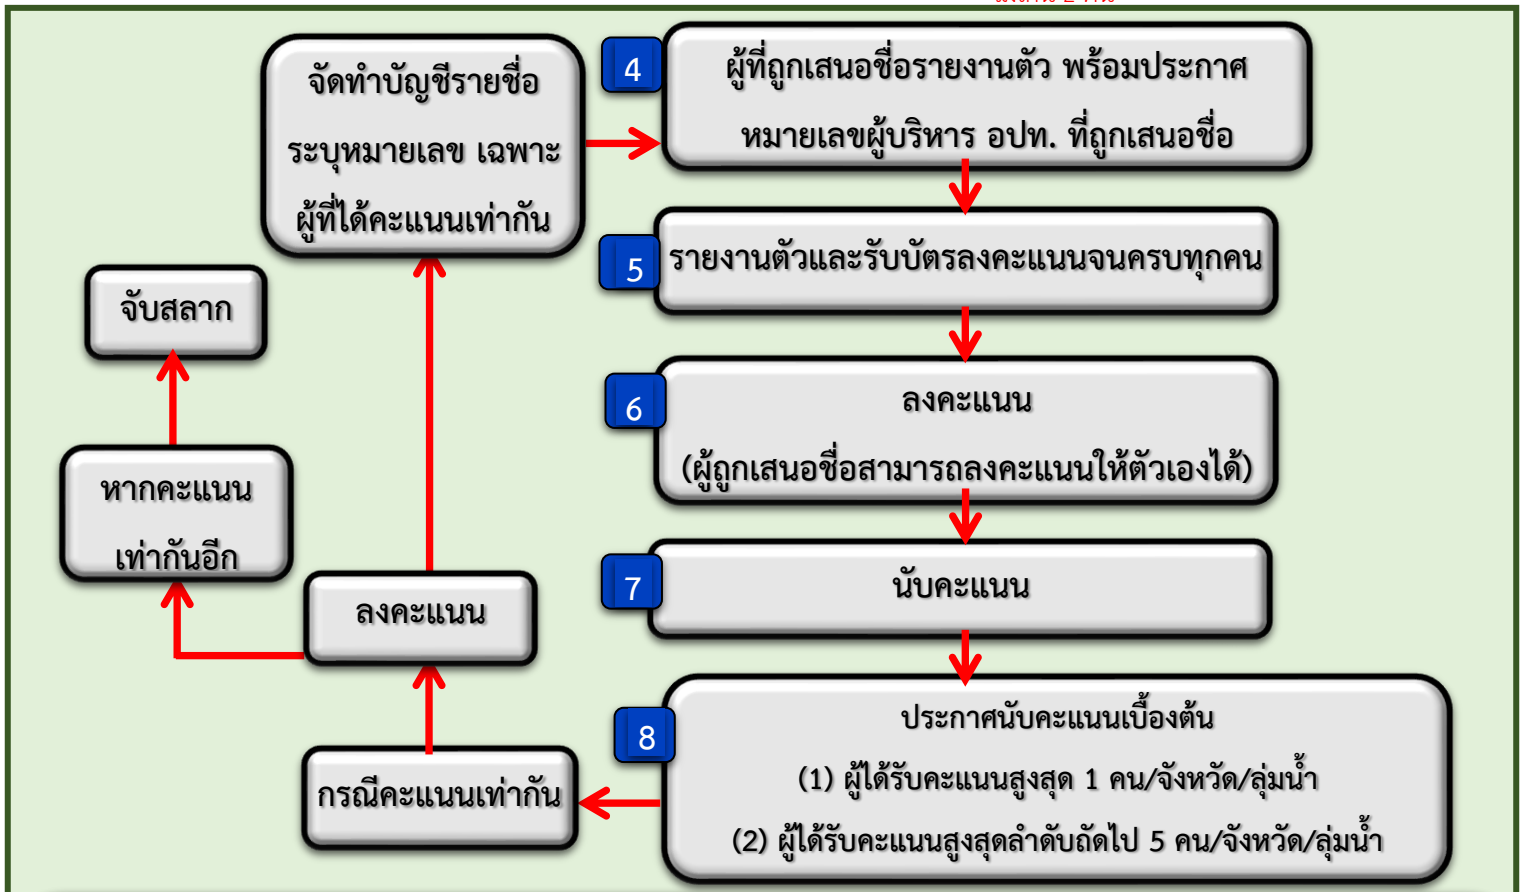 จัดทำบัญชีรายชื่อ
ระบุหมายเลข เฉพาะ
ผู้ที่ได้คะแนนเท่ากัน
4
ผู้ที่ถูกเสนอชื่อรายงานตัว พร้อมประกาศ
หมายเลขผู้บริหาร อปท. ที่ถูกเสนอชื่อ
5
รายงานตัวและรับบัตรลงคะแนนจนครบทุกคน
จับสลาก
6
ลงคะแนน
(ผู้ถูกเสนอชื่อสามารถลงคะแนนให้ตัวเองได้)
หากคะแนน
เท่ากันอีก
7
นับคะแนน
ลงคะแนน
8
ประกาศนับคะแนนเบื้องต้น
(1) ผู้ได้รับคะแนนสูงสุด 1 คน/จังหวัด/ลุ่มน้ำ
(2) ผู้ได้รับคะแนนสูงสุดลำดับถัดไป 5 คน/จังหวัด/ลุ่มน้ำ
กรณีคะแนนเท่ากัน